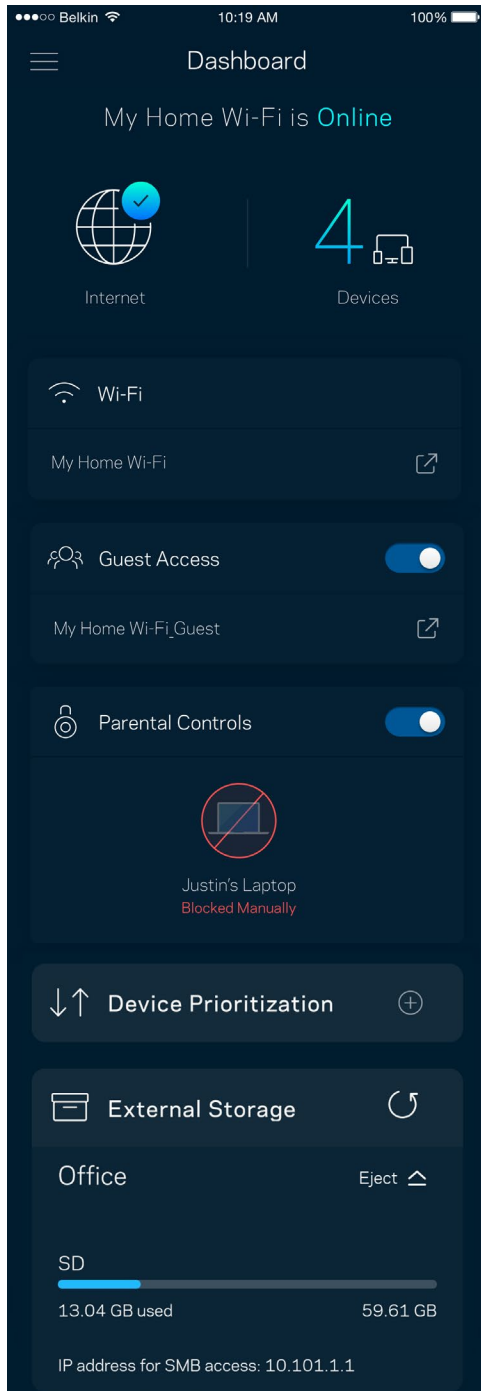 Belkin 10:19 AM 100%
Dashboard
My Home Wi-Fi is Online
4
Internet Devices
Wi-Fi
My Home Wi-Fi
Guest Access
My Home Wi-Fi_Guest
Parental Controls
Justin's Laptop
Blocked Manually
Device Prioritization
External Storage
Office Eject
SD
13.04 GB used 59.61 GB
IP address for SMB access: 10.101.1.1